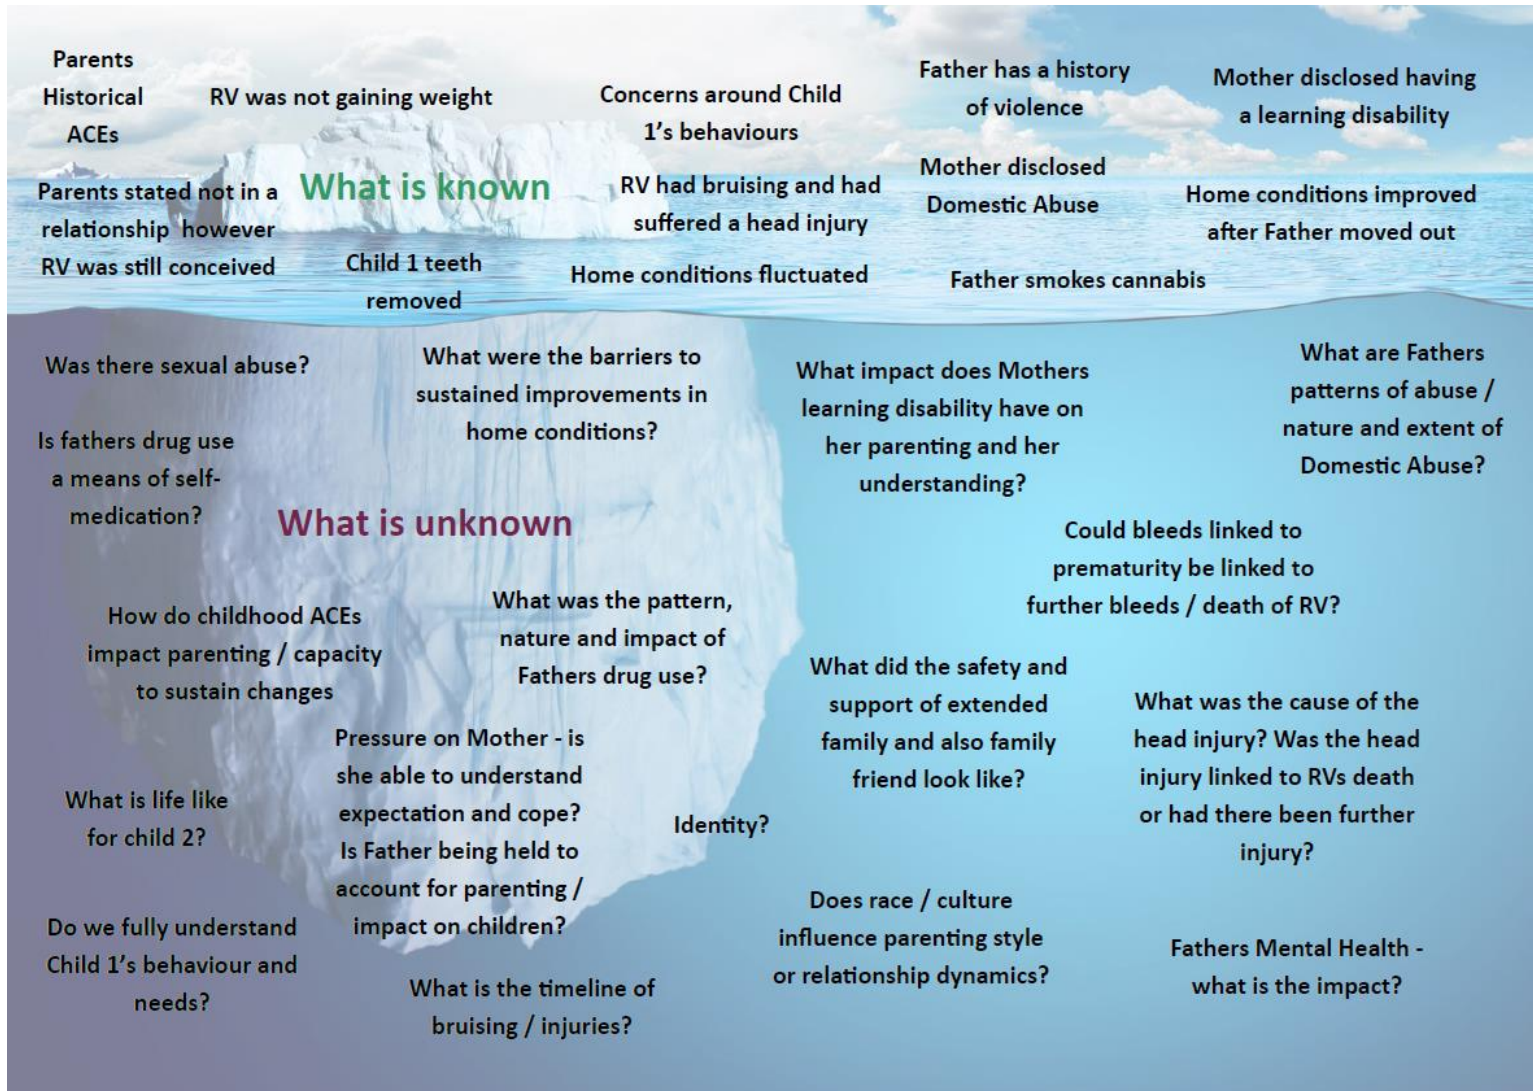 Parents
Historical
ACEs
RV was not gaining weight
Concerns around Child
1's behaviours
Father has a history
of violence
Mother disclosed having
a learning disability
Parents stated not in a
relationship however
RV was still conceived
What is known
Child 1 teeth
removed
RV had bruising and had
suffered a head injury
Home conditions fluctuated
Mother disclosed
Domestic Abuse
Home conditions improved
after Father moved out
Father smokes cannabis
Was there sexual abuse?
What were the barriers to
sustained improvements in
home conditions?
What impact does Mothers
learning disability have on
her parenting and her
understanding?
What are Fathers
patterns of abuse /
nature and extent of
Domestic Abuse?
Is fathers drug use
a means of self-
medication?
What is unknown
Could bleeds linked to
prematurity be linked to
further bleeds / death of RV?
How do childhood ACEs
impact parenting / capacity
to sustain changes
What was the pattern,
nature and impact of
Fathers drug use?
What did the safety and
support of extended
family and also family
friend look like?
What was the cause of the
head injury? Was the head
injury linked to RVs death
or had there been further
injury?
Pressure on Mother - is
she able to understand
expectation and cope?
Is Father being held to
account for parenting /
impact on children?
What is life like
for child 2?
Identity?
Do we fully understand
Child 1's behaviour and
needs?
What is the timeline of
bruising / injuries?
Does race / culture
influence parenting style
or relationship dynamics?
Fathers Mental Health -
what is the impact?